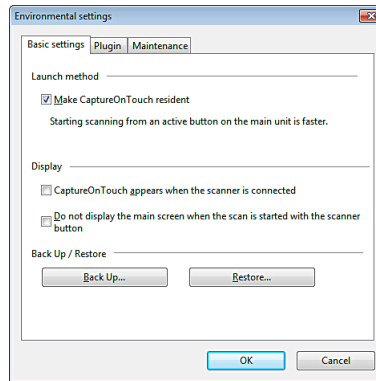 Environmental settings
Basic settings Plugin Maintenance
Launch method
Make CaptureOnTouch resident
Starting scanning from an active button on the main unit is faster.
Display
CaptureOnTouch appears when the scanner is connected
Do not display the main screen when the scan is started with the scanner
button
Back Up / Restore
Back Up... Restore...
OK Cancel